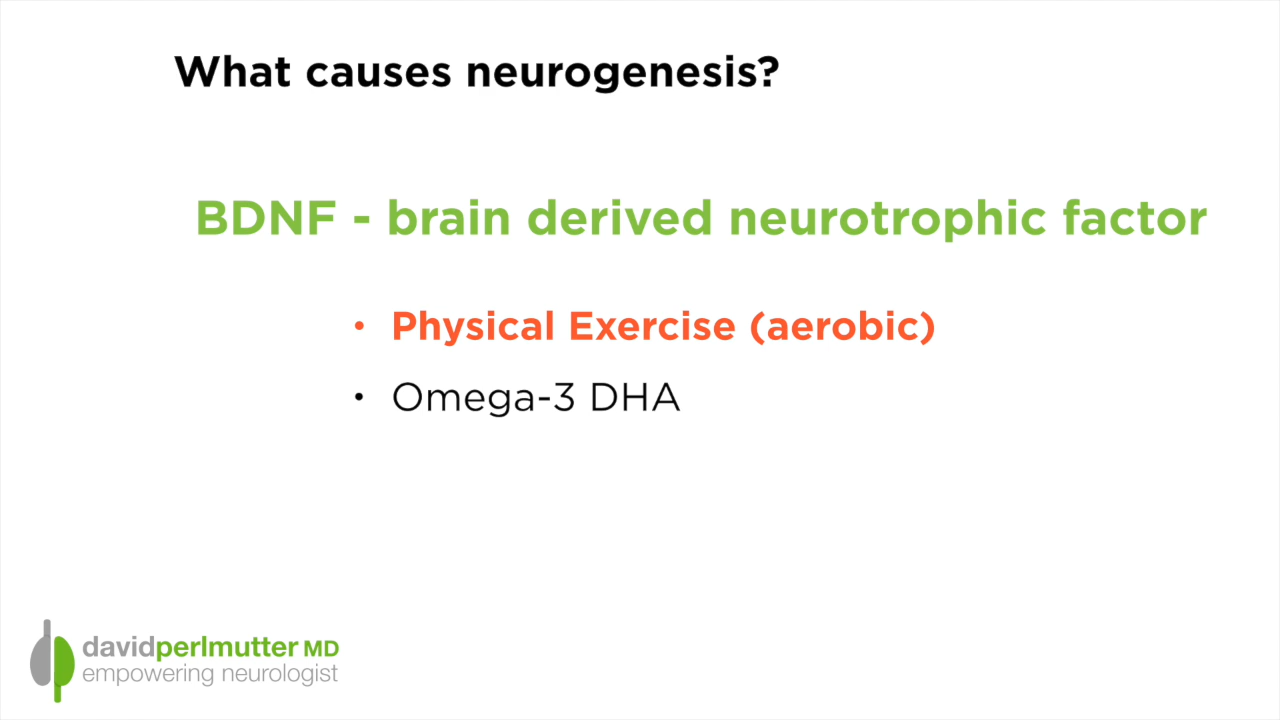 What causes neurogenesis?
BDNF - brain derived neurotrophic factor
• Physical Exercise (aerobic)
• Omega-3 DHA
davidperlmutter MD
empowering neurologist